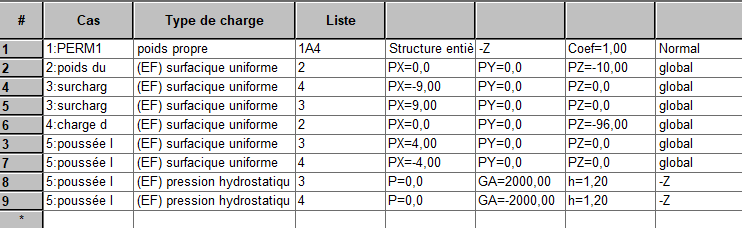 # Cas Type de charge Liste
1 1:PERM1 poids propre 1A4 Structure entiè -Z Coef=1,00 Normal
2 2:poids du (EF) surfacique uniforme 2 PX=0,0 PY=0,0 PZ=-10,00 global
4 3:surcharg (EF) surfacique uniforme 4 PX=-9,00 PY=0,0 PZ=0,0 global
5 3:surcharg (EF) surfacique uniforme 3 PX=9,00 PY=0,0 PZ=0,0 global
6 4:charge d (EF) surfacique uniforme 2 PX=0,0 PY=0,0 PZ=-96,00 global
3 5:poussée l (EF) surfacique uniforme 3 PX=4,00 PY=0,0 PZ=0,0 global
7 5:poussée l (EF) surfacique uniforme 4 PX=-4,00 PY=0,0 PZ=0,0 global
8 5:poussée l (EF) pression hydrostatiqu 3 P=0,0 GA=2000,00 h=1,20 -Z
9 5:poussée l (EF) pression hydrostatiqu 4 P=0,0 GA=-2000,00 h=1,20 -Z
*